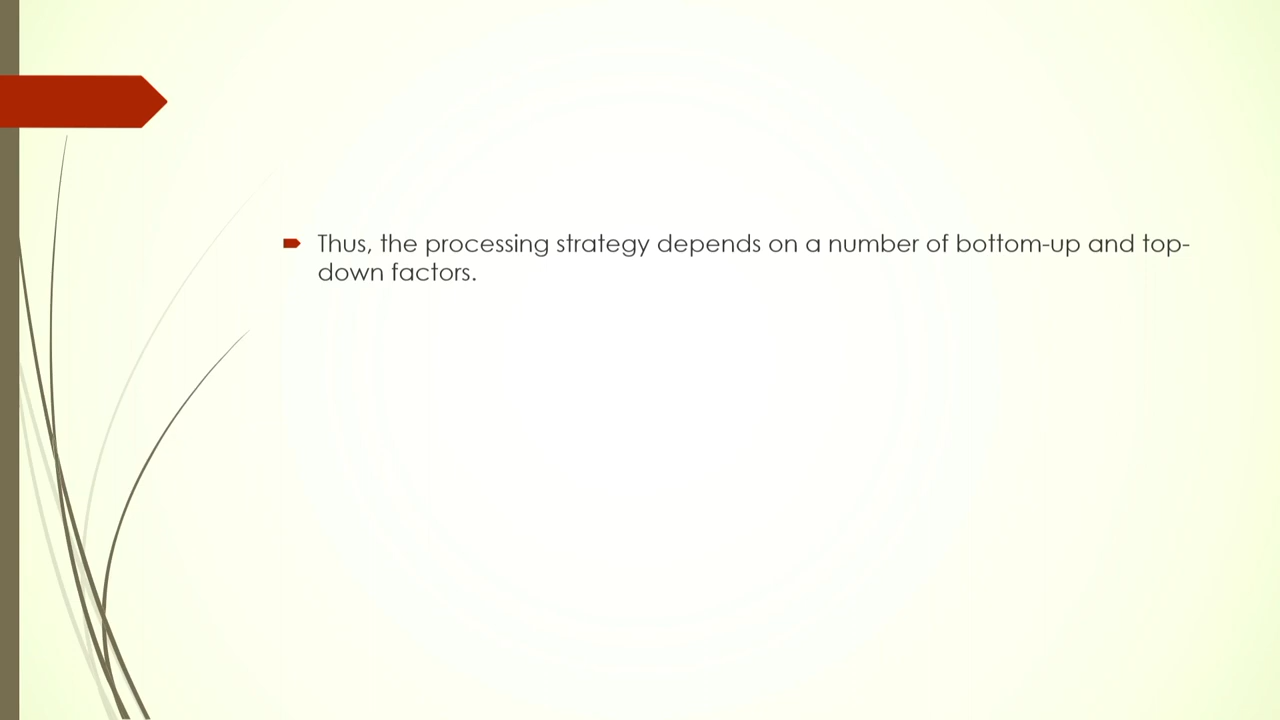 Thus, the processing strategy depends on a number of bottom-up and top-
down factors.